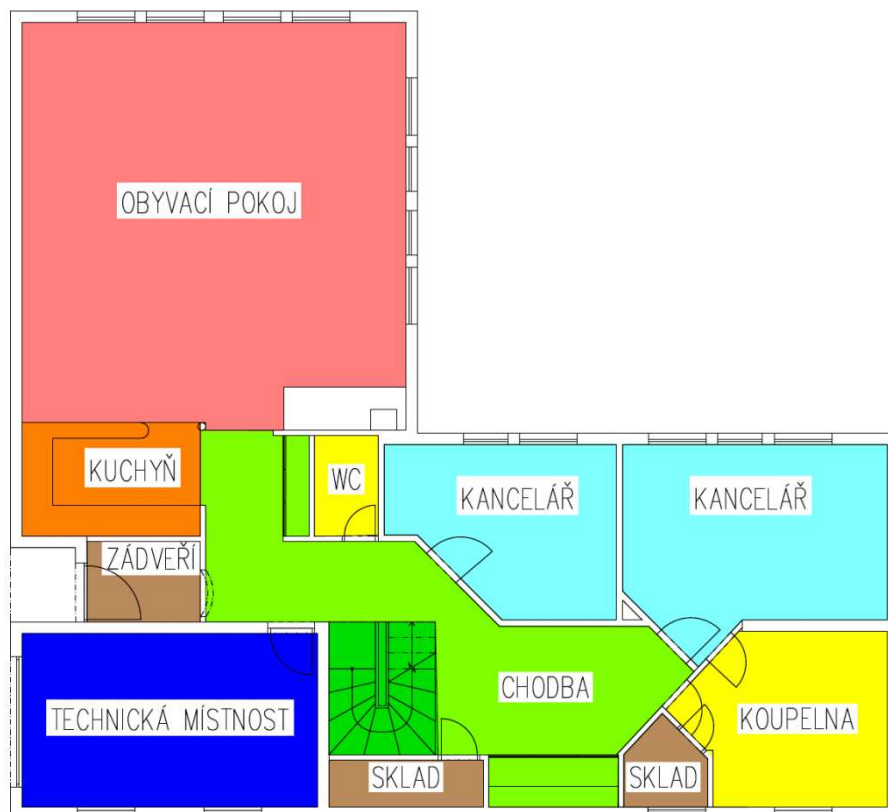 OBYVACÍ POKOJ
KUCHYŇ
WC
KANCELÁŘ
KANCELÁŘ
ZÁDVEŘÍ
CHODBA
TECHNICKÁ MÍSTNOST
KOUPELNA
SKLAD
SKLAD